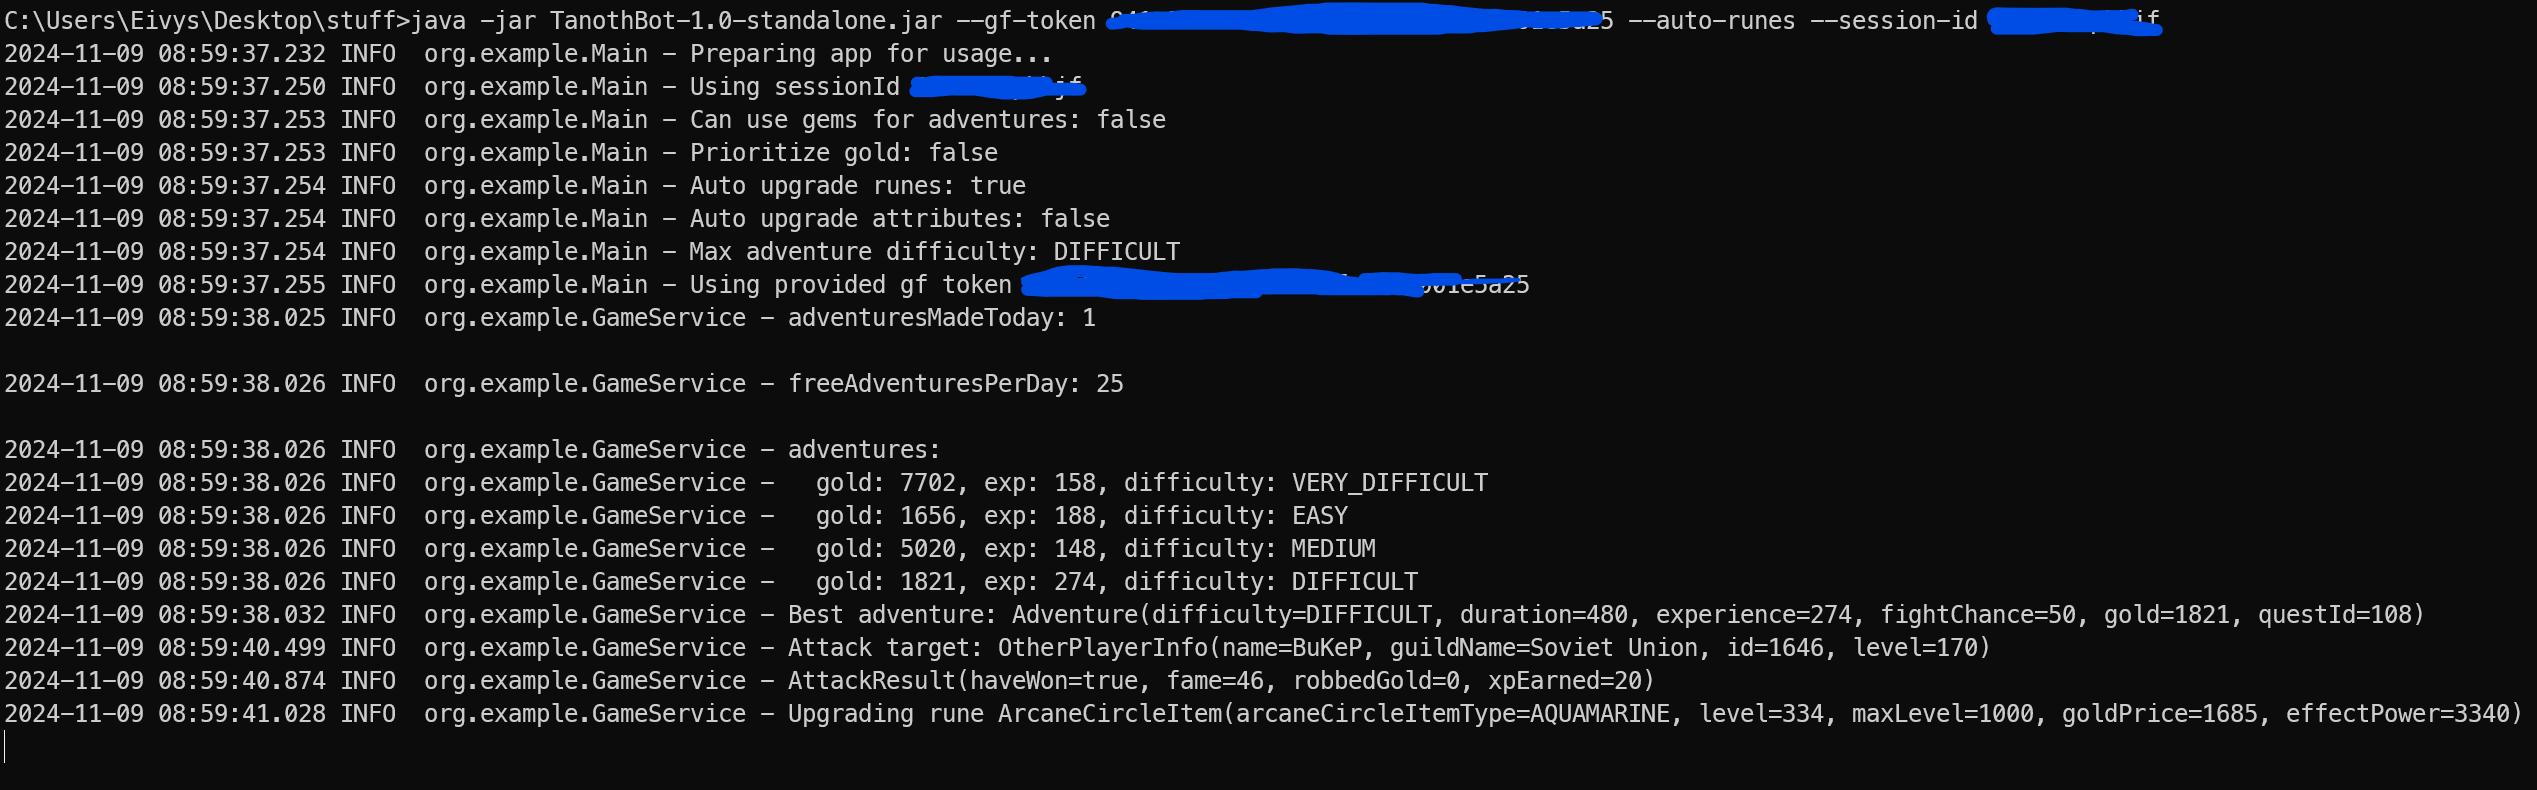 C:\Users\Eivys\Desktop\stuff>java -jar TanothBot-1.0-standalone.jar --gf-token --auto-runes --session-id
2024-11-09 08:59:37.232 INFO  org.example.Main - Preparing app for usage...
2024-11-09 08:59:37.250 INFO  org.example.Main - Using sessionId
2024-11-09 08:59:37.253 INFO  org.example.Main - Can use gems for adventures: false
2024-11-09 08:59:37.253 INFO  org.example.Main - Prioritize gold: false
2024-11-09 08:59:37.254 INFO  org.example.Main - Auto upgrade runes: true
2024-11-09 08:59:37.254 INFO  org.example.Main - Auto upgrade attributes: false
2024-11-09 08:59:37.254 INFO  org.example.Main - Max adventure difficulty: DIFFICULT
2024-11-09 08:59:37.255 INFO  org.example.Main - Using provided gf token
2024-11-09 08:59:38.025 INFO  org.example.GameService - adventuresMadeToday: 1
2024-11-09 08:59:38.026 INFO  org.example.GameService - freeAdventuresPerDay: 25
2024-11-09 08:59:38.026 INFO  org.example.GameService - adventures:
2024-11-09 08:59:38.026 INFO  org.example.GameService -   gold: 7702, exp: 158, difficulty: VERY_DIFFICULT
2024-11-09 08:59:38.026 INFO  org.example.GameService -   gold: 1656, exp: 188, difficulty: EASY
2024-11-09 08:59:38.026 INFO  org.example.GameService -   gold: 5020, exp: 148, difficulty: MEDIUM
2024-11-09 08:59:38.026 INFO  org.example.GameService -   gold: 1821, exp: 274, difficulty: DIFFICULT
2024-11-09 08:59:38.032 INFO  org.example.GameService - Best adventure: Adventure(difficulty=DIFFICULT, duration=480, experience=274, fightChance=50, gold=1821, questId=108)
2024-11-09 08:59:40.499 INFO  org.example.GameService - Attack target: OtherPlayerInfo(name=BuKeP, guildName=Soviet Union, id=1646, level=170)
2024-11-09 08:59:40.874 INFO  org.example.GameService - AttackResult(haveWon=true, fame=46, robbedGold=0, xpEarned=20)
2024-11-09 08:59:41.028 INFO  org.example.GameService - Upgrading rune ArcaneCircleItem(arcaneCircleItemType=AQUAMARINE, level=334, maxLevel=1000, goldPrice=1685, effectPower=3340)